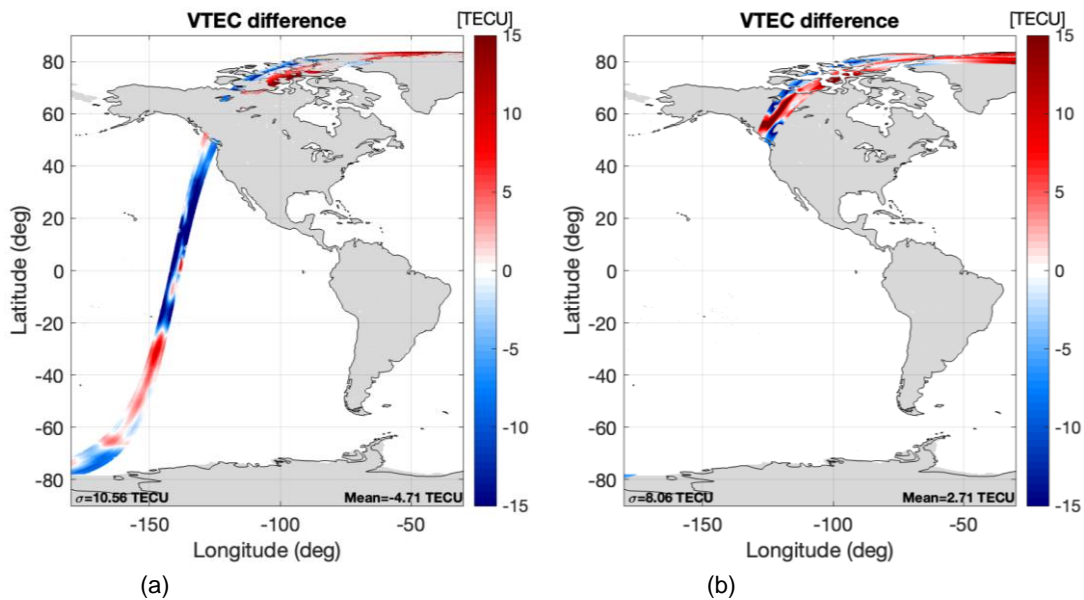 VTEC difference
[TECU]
80
60
40
20
0
-20
-40
-60
-80
Latitude (deg)
-150
-100
-50
Longitude (deg)
σ=10.56 TECU
Mean=-4.71 TECU
15
10
5
0
-5
-10
-15
(a)
VTEC difference
[TECU]
80
60
40
20
0
-20
-40
-60
-80
Latitude (deg)
-150
-100
-50
Longitude (deg)
σ=8.06 TECU
Mean=2.71 TECU
15
10
5
0
-5
-10
-15
(b)